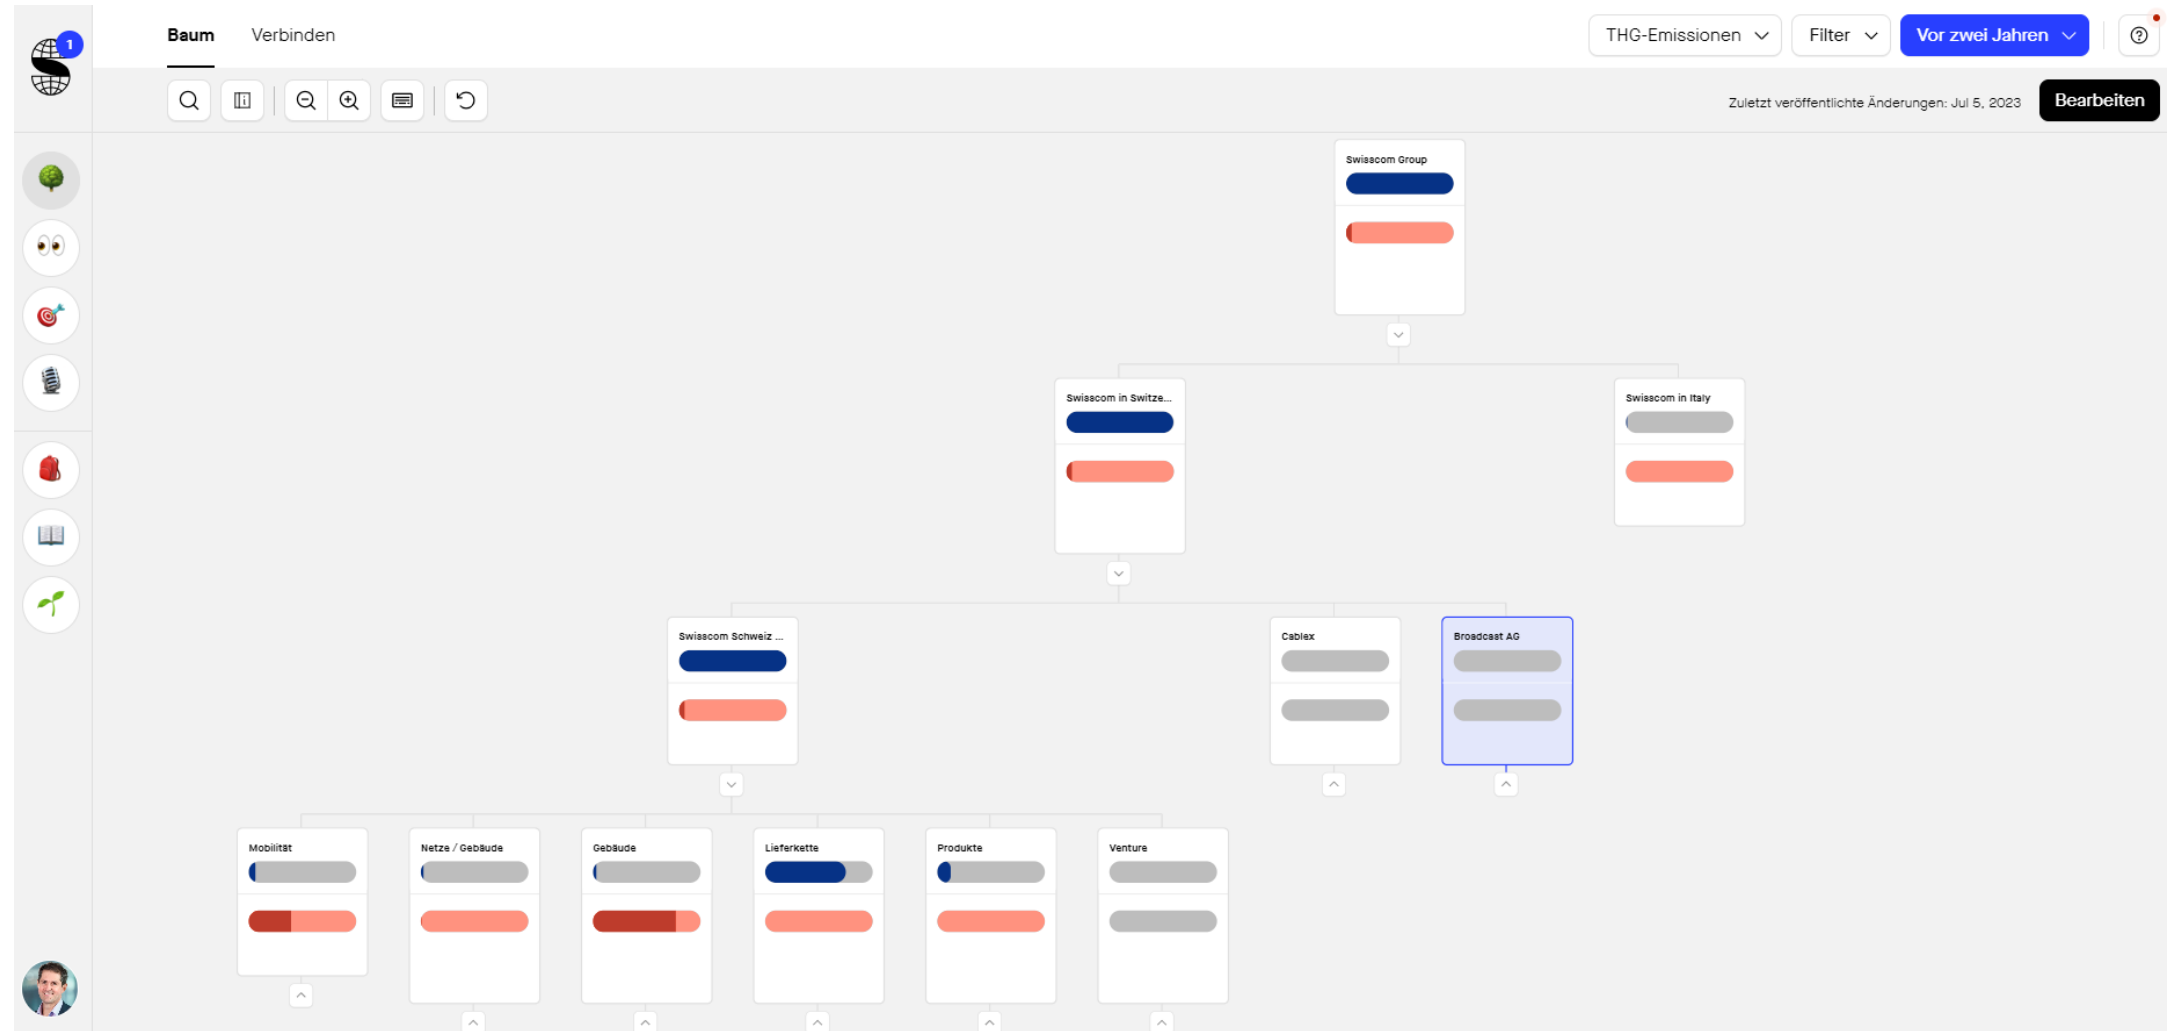 1
Baum
Verbinden
THG-Emissionen
Filter
Vor zwei Jahren
Zuletzt veröffentlichte Änderungen: Jul 5, 2023
Bearbeiten
Swisscom Group
Swisscom in Switze...
Swisscom in Italy
Swisscom Schweiz ...
Cablex
Broadcast AG
Mobilität
Netze / Gebäude
Gebäude
Lieferkette
Produkte
Venture